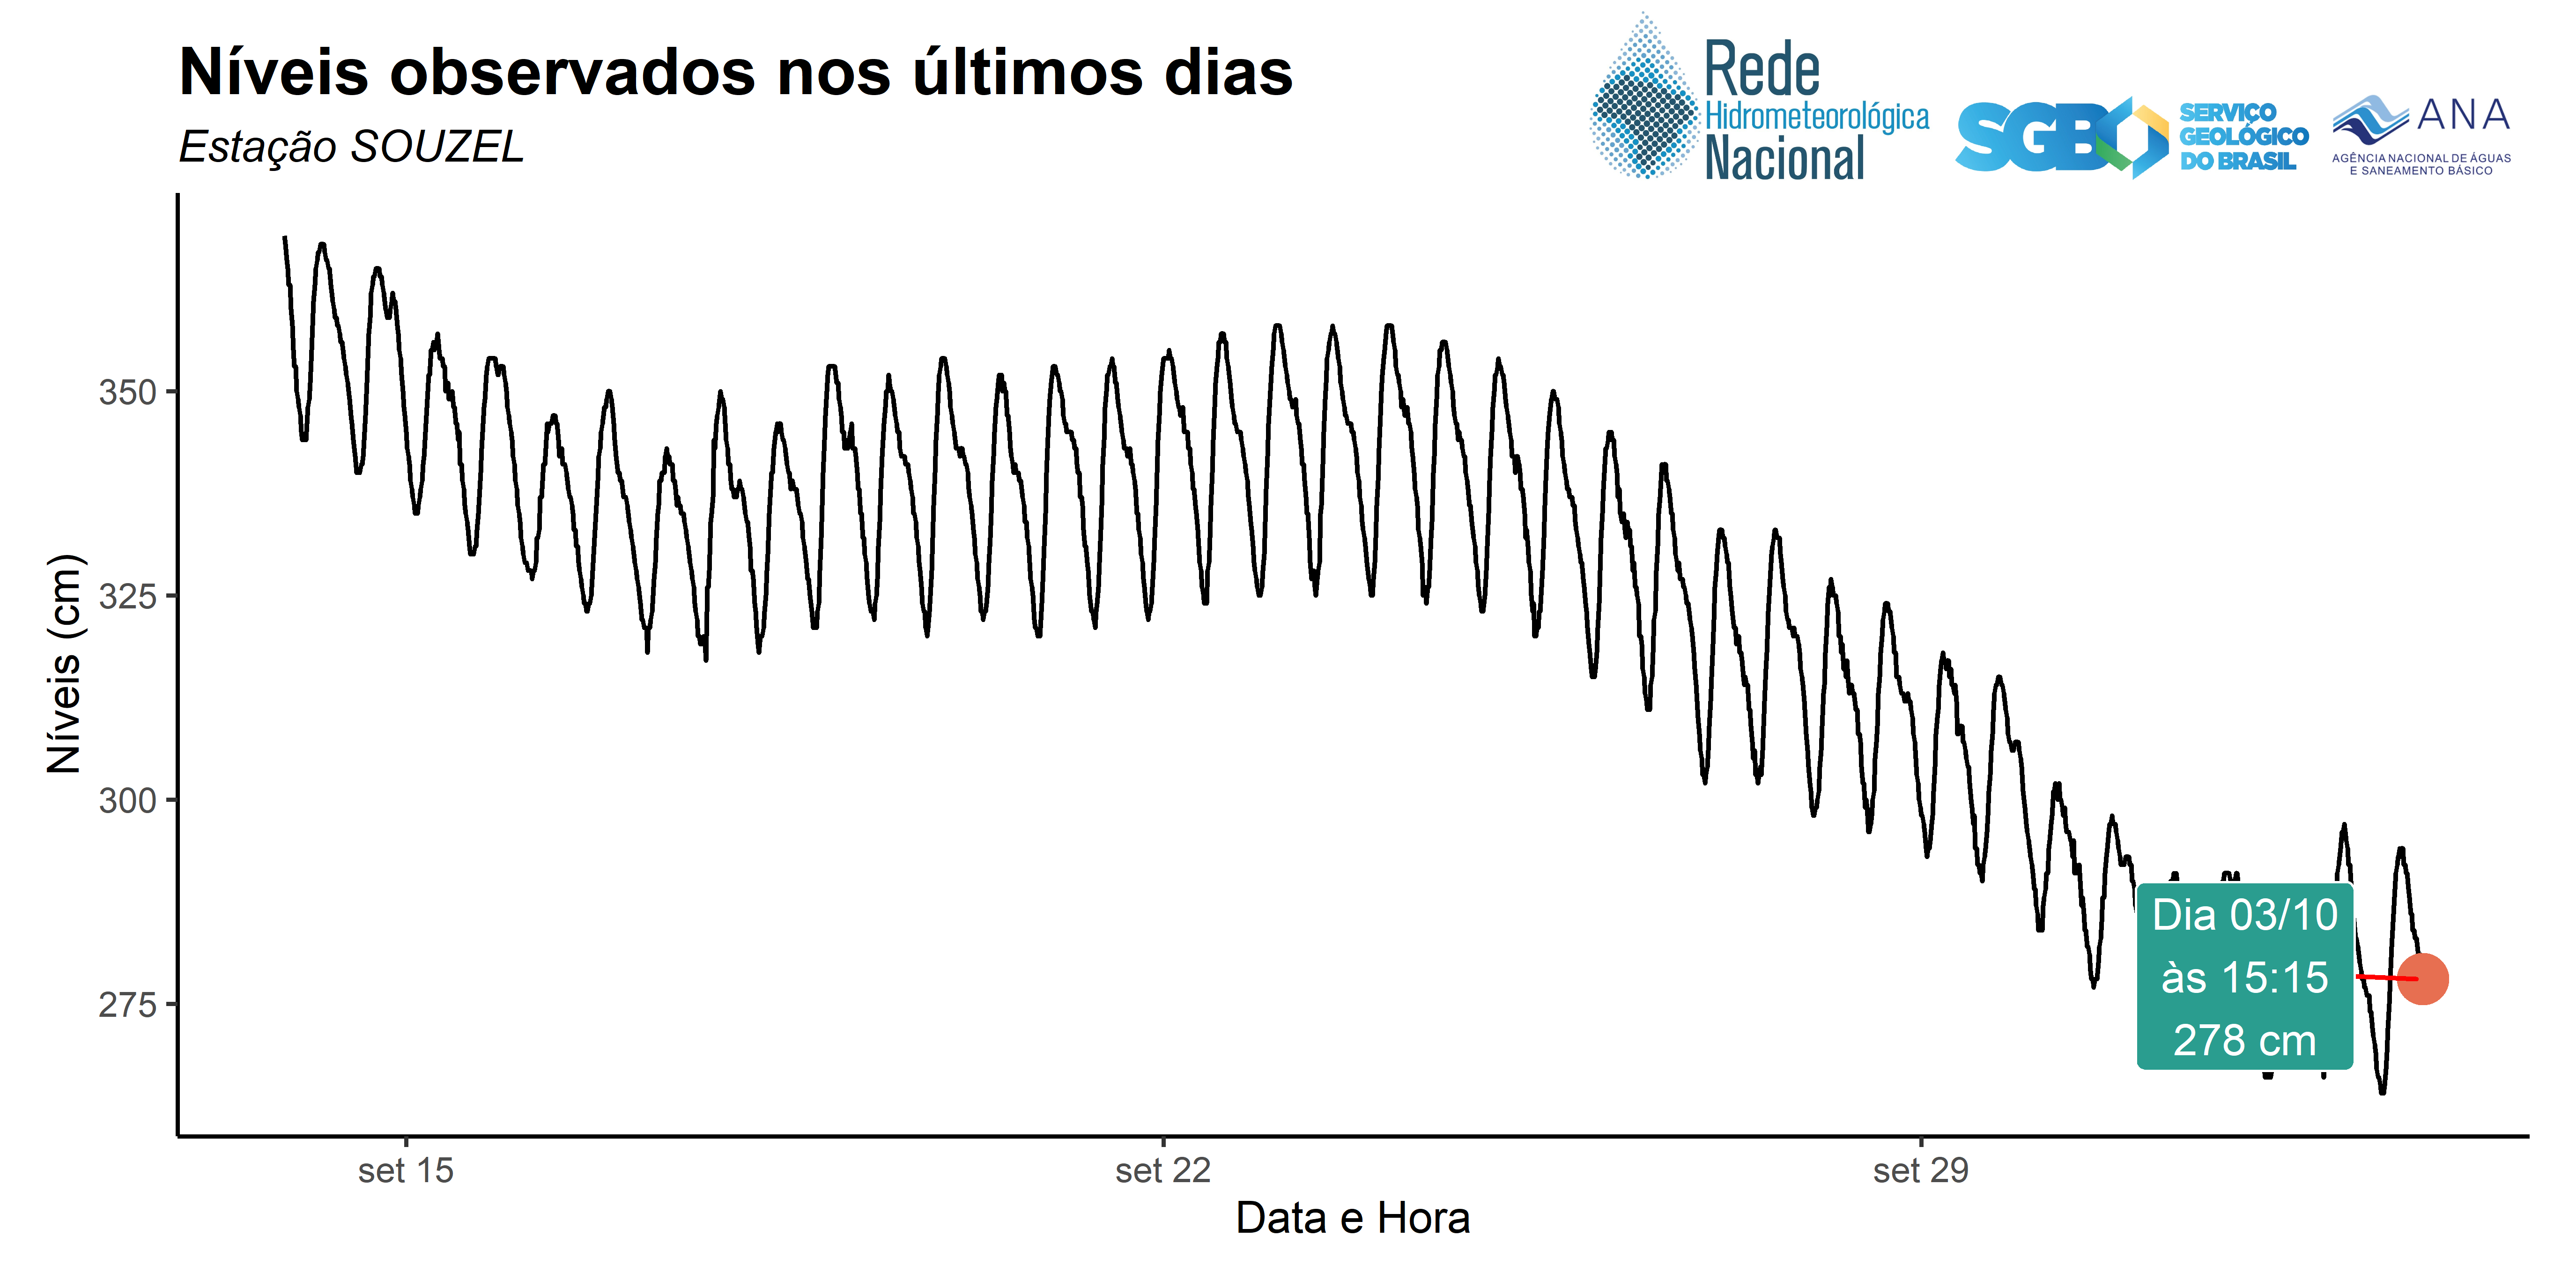 Níveis observados nos últimos dias
Estação SOUZEL
Rede
Hidrometeorológica
Nacional
SGB
SERVIÇO
GEOLÓGICO
DO BRASIL
ANA
AGÊNCIA NACIONAL DE ÁGUAS
E SANEAMENTO BÁSICO
Níveis (cm)
350
325
300
275
Dia 03/10
às 15:15
278 cm
set 15
set 22
set 29
Data e Hora